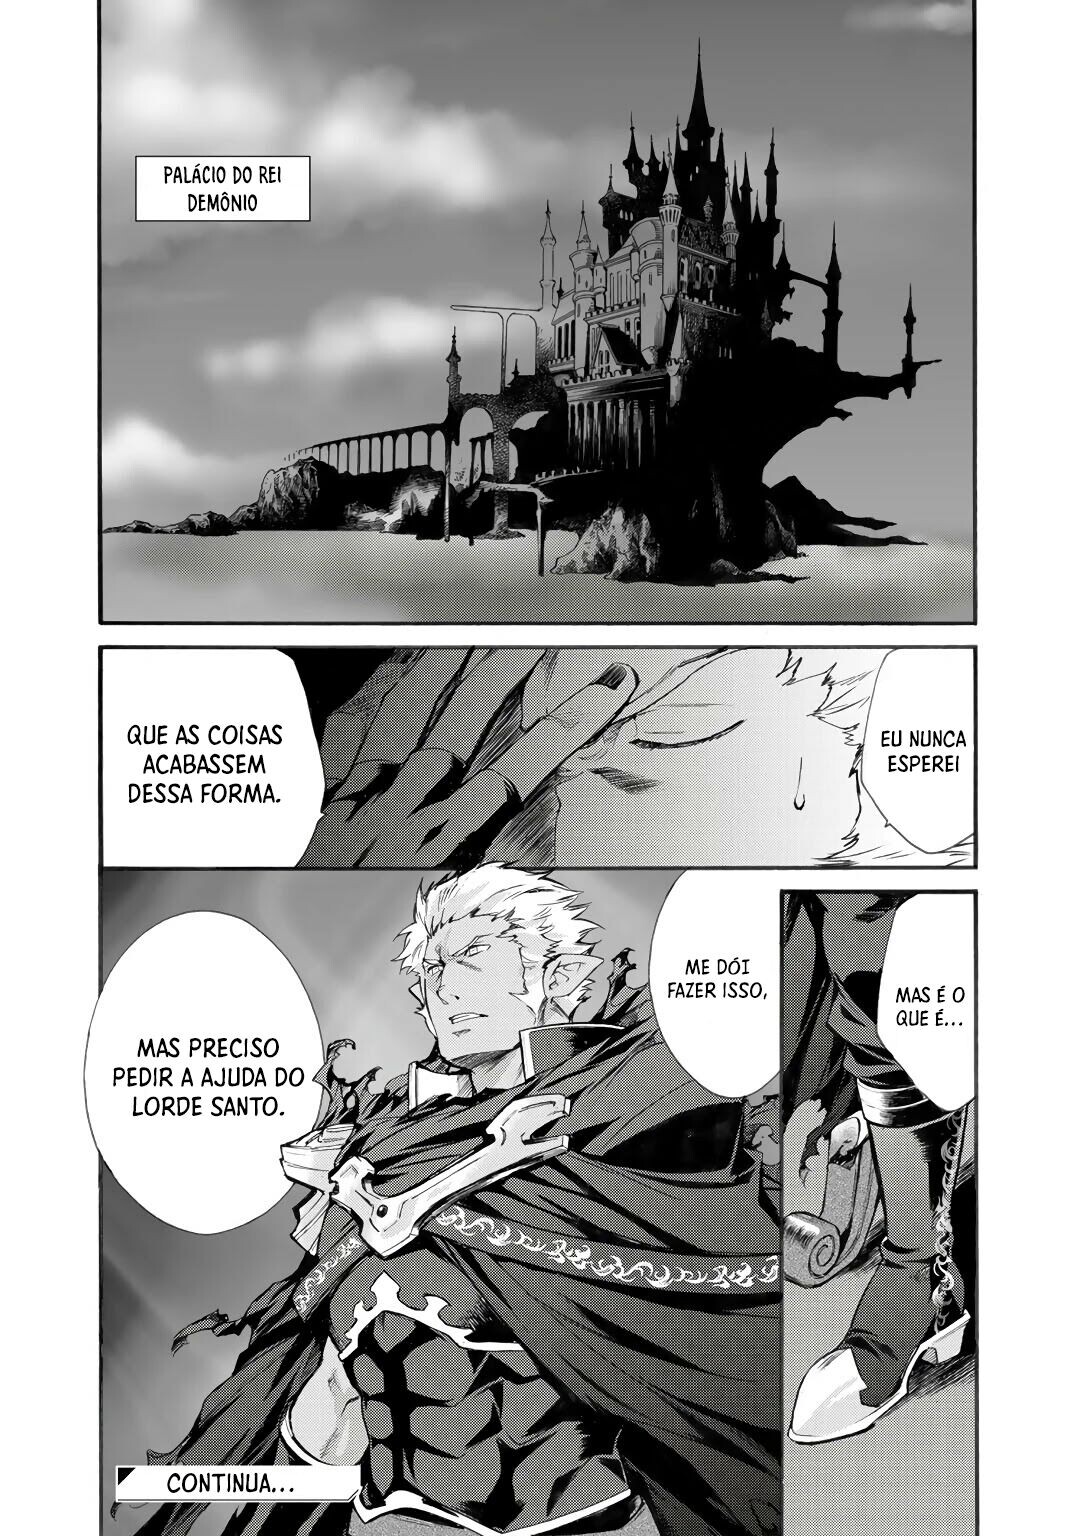 PALÁCIO DO REI
DEMÔNIO
EU NUNCA
ESPEREI
QUE AS COISAS
ACABASSEM
DESSA FORMA.
MAS É O
QUE É...
ME DÓI
FAZER ISSO,
MAS PRECISO
PEDIR A AJUDA DO
LORDE SANTO.
CONTINUA...